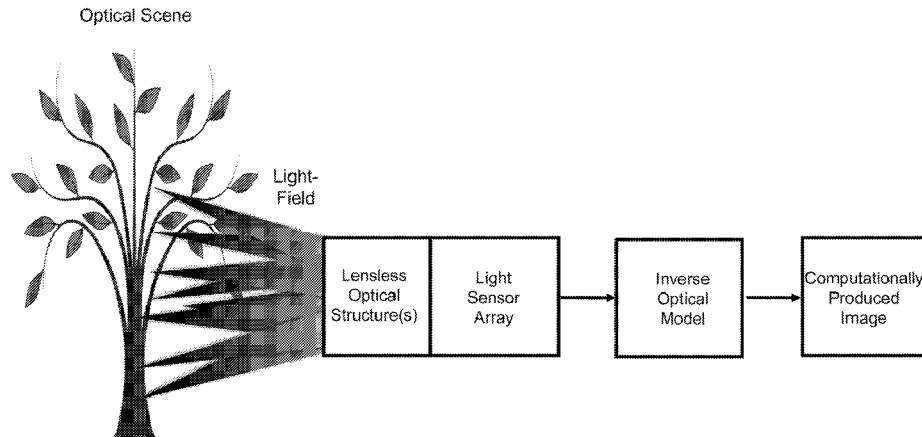 Optical Scene
Light-
Field
Lensless
Optical
Structure(s)
Light
Sensor
Array
Inverse
Optical
Model
Computationally
Produced
Image